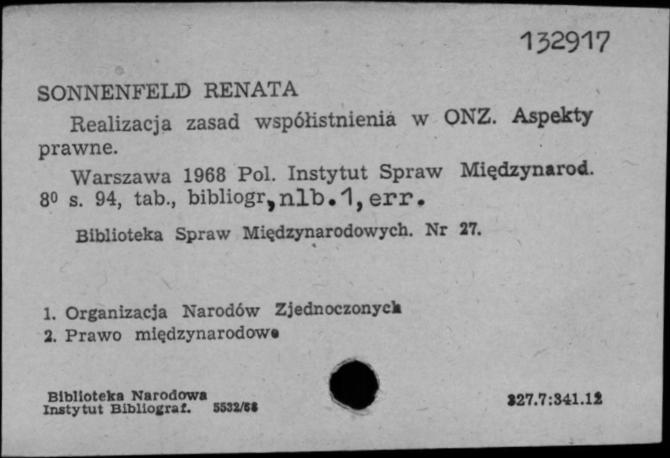 132917
SONNENFELD RENATA
Realizacja zasad współistnienia w ONZ. Aspekty
prawne.
Warszawa 1968 Pol. Instytut Spraw Międzynarod.
8º s. 94, tab., bibliogr, nlb.1, err.
Biblioteka Spraw Międzynarodowych. Nr 27.
1. Organizacja Narodów Zjednoczonych
2. Prawo międzynarodowe
Biblioteka Narodowa
Instytut Bibliograf. 5532/68
327.7:341.12